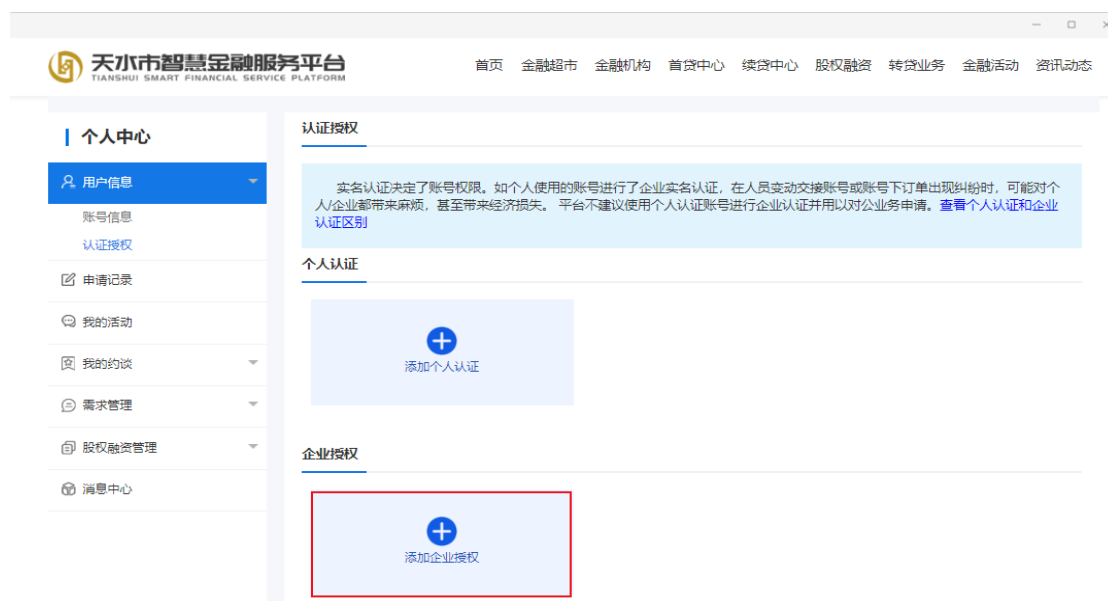 天水市智慧金融服务平台
TIANSHUI SMART FINANCIAL SERVICE PLATFORM
首页 金融超市 金融机构 首贷中心 续贷中心 股权融资 转贷业务 金融活动 资讯动态
个人中心
用户信息
账号信息
认证授权
申请记录
我的活动
我的约谈
需求管理
股权融资管理
消息中心
认证授权
实名认证决定了账号权限。如个人使用的账号进行了企业实名认证，在人员变动交接账号或账号下订单出现纠纷时，可能对个
人/企业都带来麻烦，甚至带来经济损失。 平台不建议使用个人认证账号进行企业认证并用以对公业务申请。查看个人认证和企业
认证区别
个人认证
添加个人认证
企业授权
添加企业授权